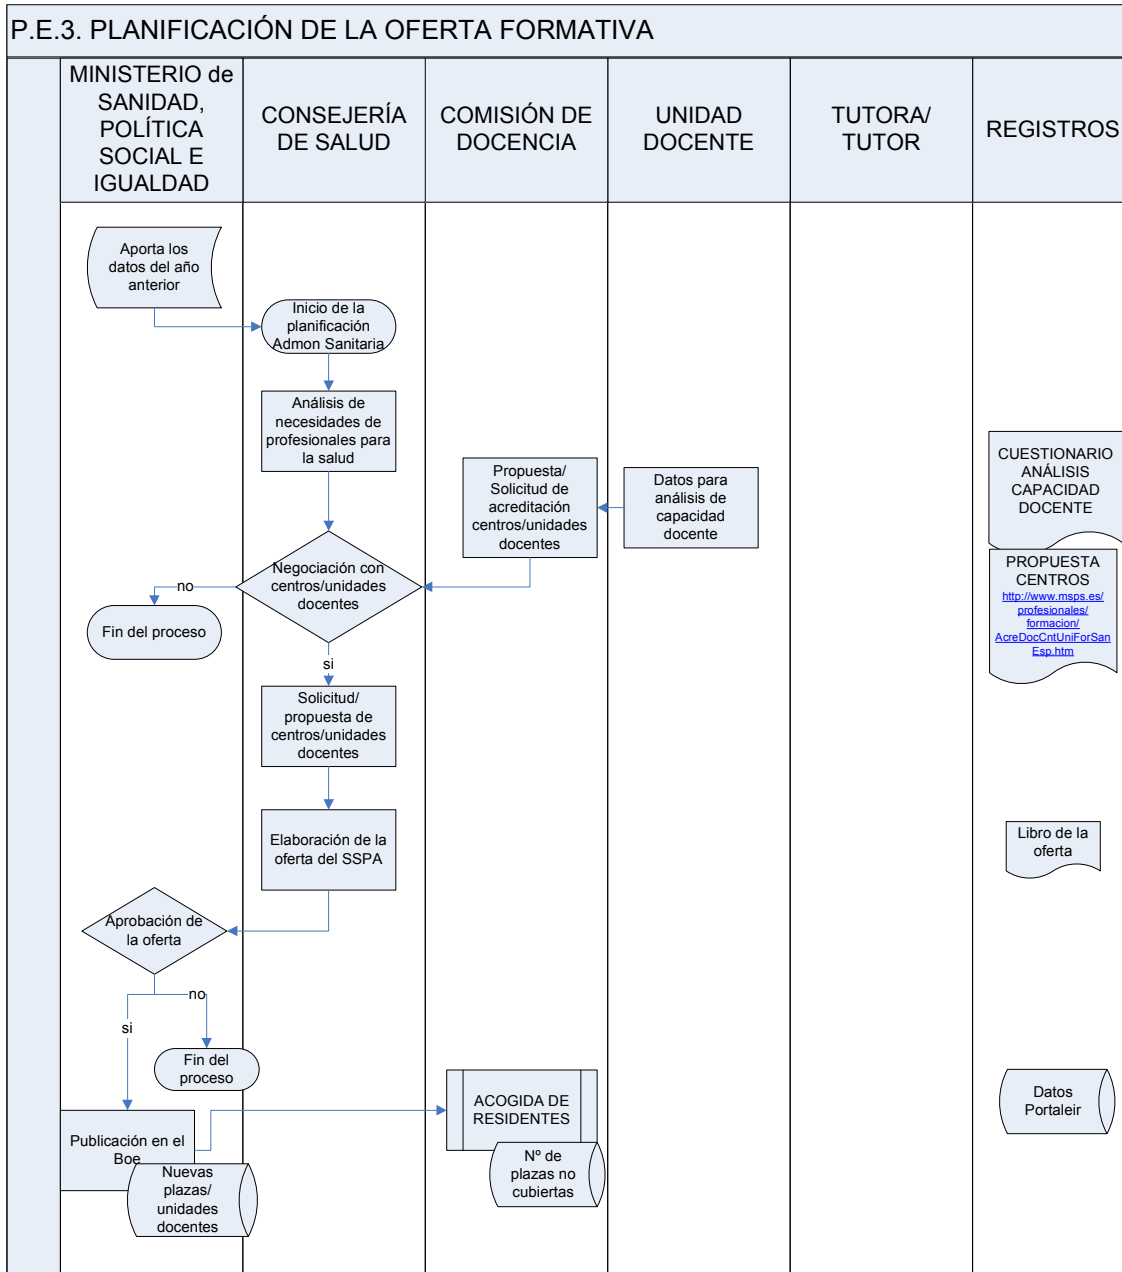 P.E.3. PLANIFICACIÓN DE LA OFERTA FORMATIVA
MINISTERIO de
SANIDAD,
POLÍTICA
SOCIAL E
IGUALDAD
CONSEJERÍA
DE SALUD
COMISIÓN DE
DOCENCIA
UNIDAD
DOCENTE
TUTORA/
TUTOR
REGISTROS
Aporta los
datos del año
anterior
Inicio de la
planificación
Admon Sanitaria
Análisis de
necesidades de
profesionales para
la salud
Propuesta/
Solicitud de
acreditación
centros/unidades
docentes
Datos para
análisis de
capacidad
docente
CUESTIONARIO
ANÁLISIS
CAPACIDAD
DOCENTE
Negociación con
centros/unidades
docentes
no
Fin del proceso
si
PROPUESTA
CENTROS
http://www.msps.es/
profesionales/
formacion/
AcreDocCntUniForSan
Esp.htm
Solicitud/
propuesta de
centros/unidades
docentes
Elaboración de la
oferta del SSPA
Libro de la
oferta
Aprobación de
la oferta
no
si
Fin del
proceso
Publicación en el
Boe
Nuevas
plazas/
unidades
docentes
ACOGIDA DE
RESIDENTES
Nº de
plazas no
cubiertas
Datos
Portaleir